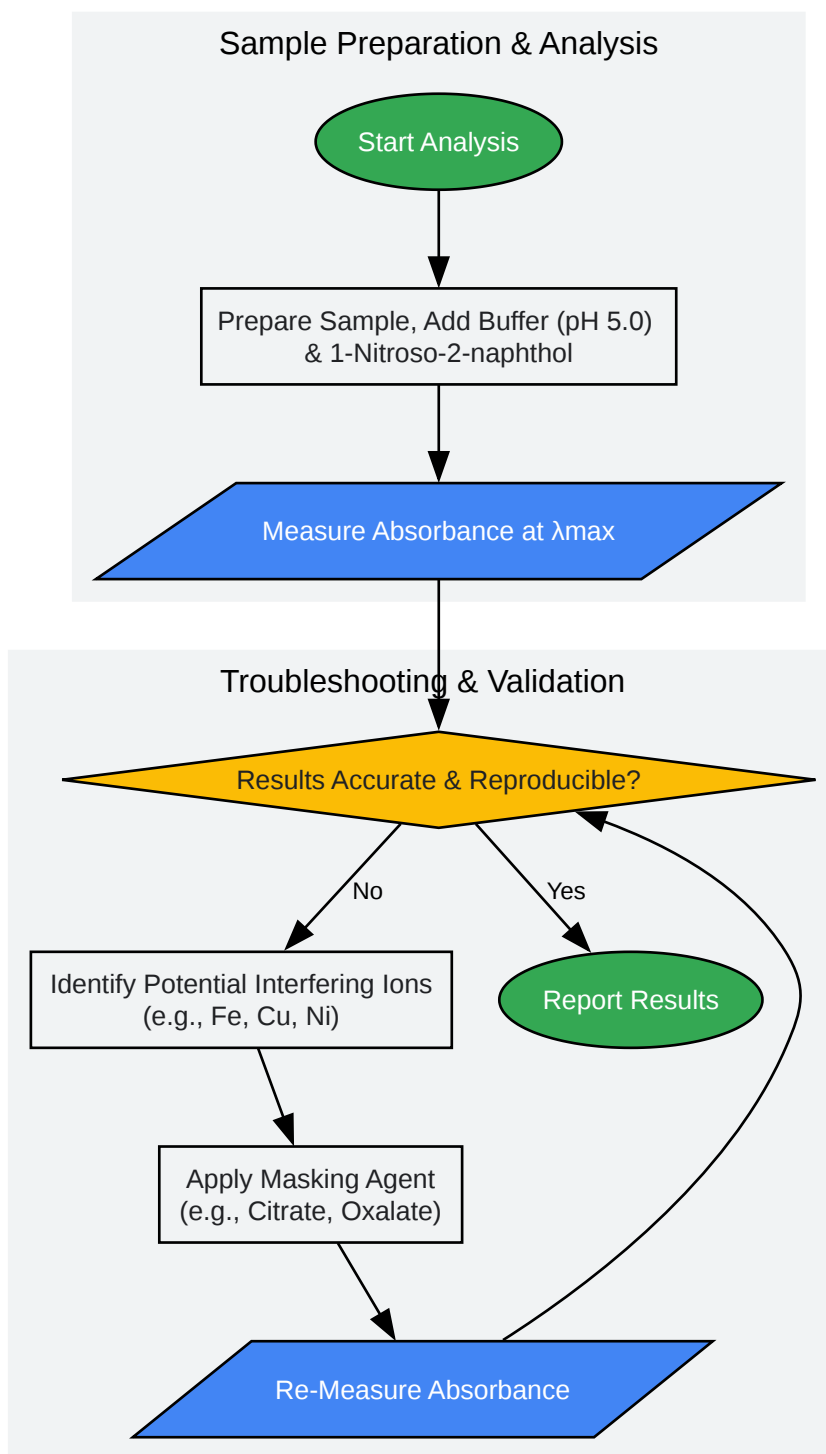 Sample Preparation & Analysis
Start Analysis
Prepare Sample, Add Buffer (pH 5.0)
& 1-Nitroso-2-naphthol
Measure Absorbance at λmax
Troubleshooting & Validation
Results Accurate & Reproducible?
No
Yes
Identify Potential Interfering Ions
(e.g., Fe, Cu, Ni)
Report Results
Apply Masking Agent
(e.g., Citrate, Oxalate)
Re-Measure Absorbance